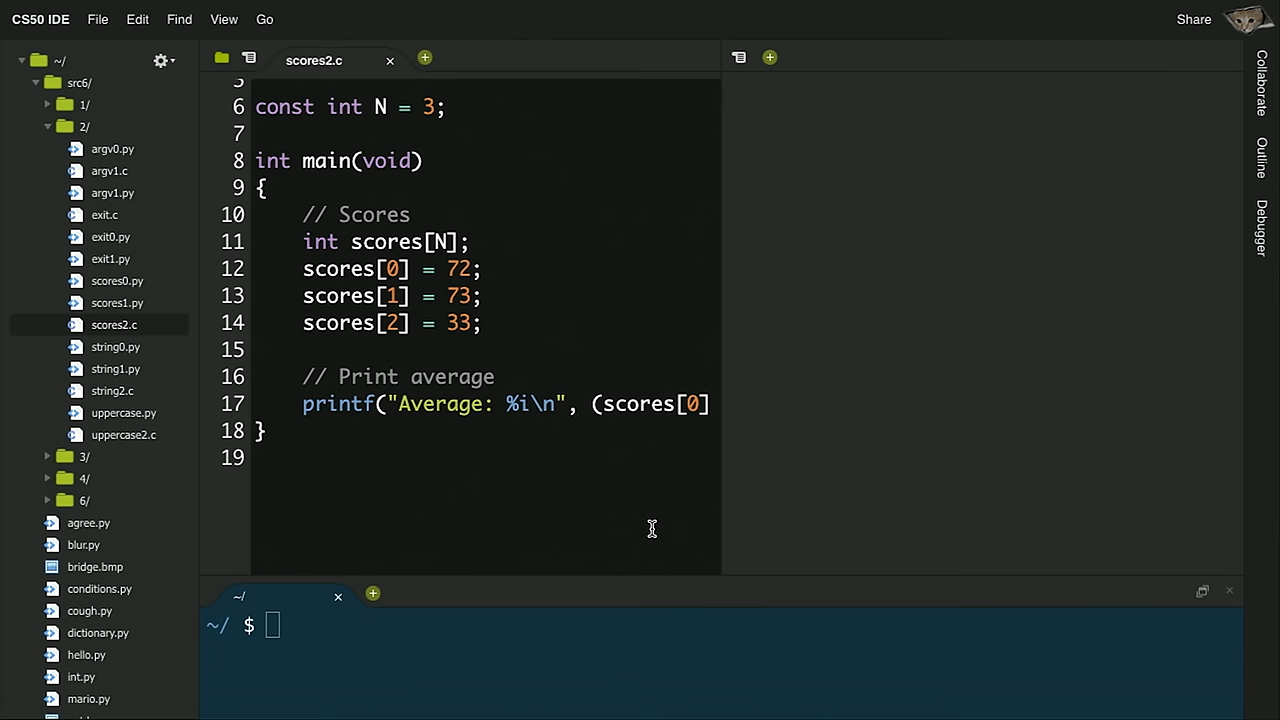 CS50 IDE File Edit Find View Go Share
~/
src6/
1/
2/
argv0.py
argv1.c
argv1.py
exit.c
exit0.py
exit1.py
scores0.py
scores1.py
scores2.c
string0.py
string1.py
string2.c
uppercase.py
uppercase2.c
3/
4/
6/
agree.py
blur.py
bridge.bmp
conditions.py
cough.py
dictionary.py
hello.py
int.py
mario.py
scores2.c
5
6 const int N = 3;
7
8 int main(void)
9 {
10 // Scores
11 int scores[N];
12 scores[0] = 72;
13 scores[1] = 73;
14 scores[2] = 33;
15
16 // Print average
17 printf("Average: %i\n", (scores[0]
18 }
19
~/
~/ $
Collaborate
Outline
Debugger